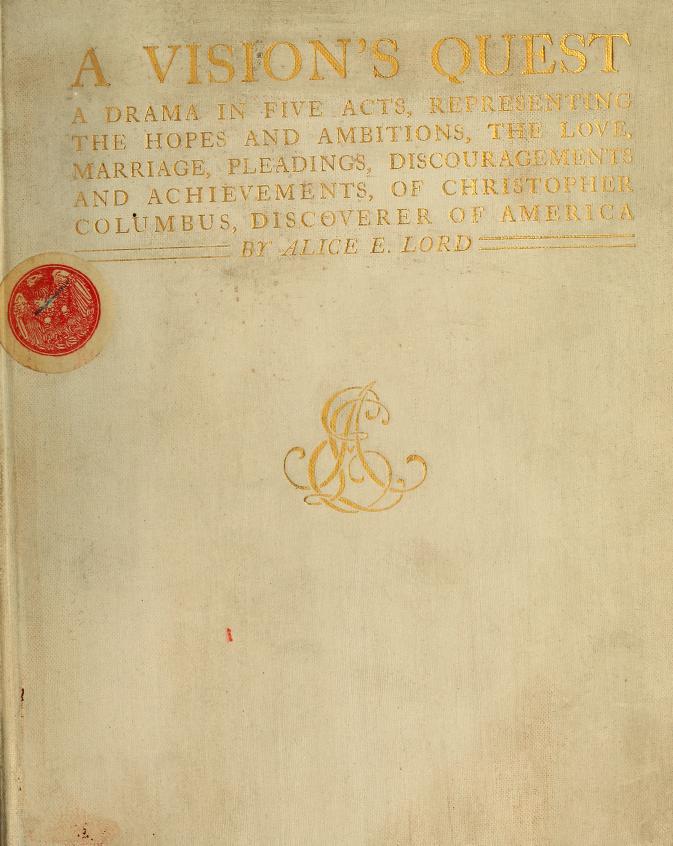 A VISION'S QUEST
A DRAMA IN FIVE ACTS, REPRESENTING
THE HOPES AND AMBITIONS, THE LOVE,
MARRIAGE, PLEADINGS, DISCOURAGEMENTS
AND ACHIEVEMENTS, OF CHRISTOPHER
COLUMBUS, DISCOVERER OF AMERICA
BY ALICE E. LORD